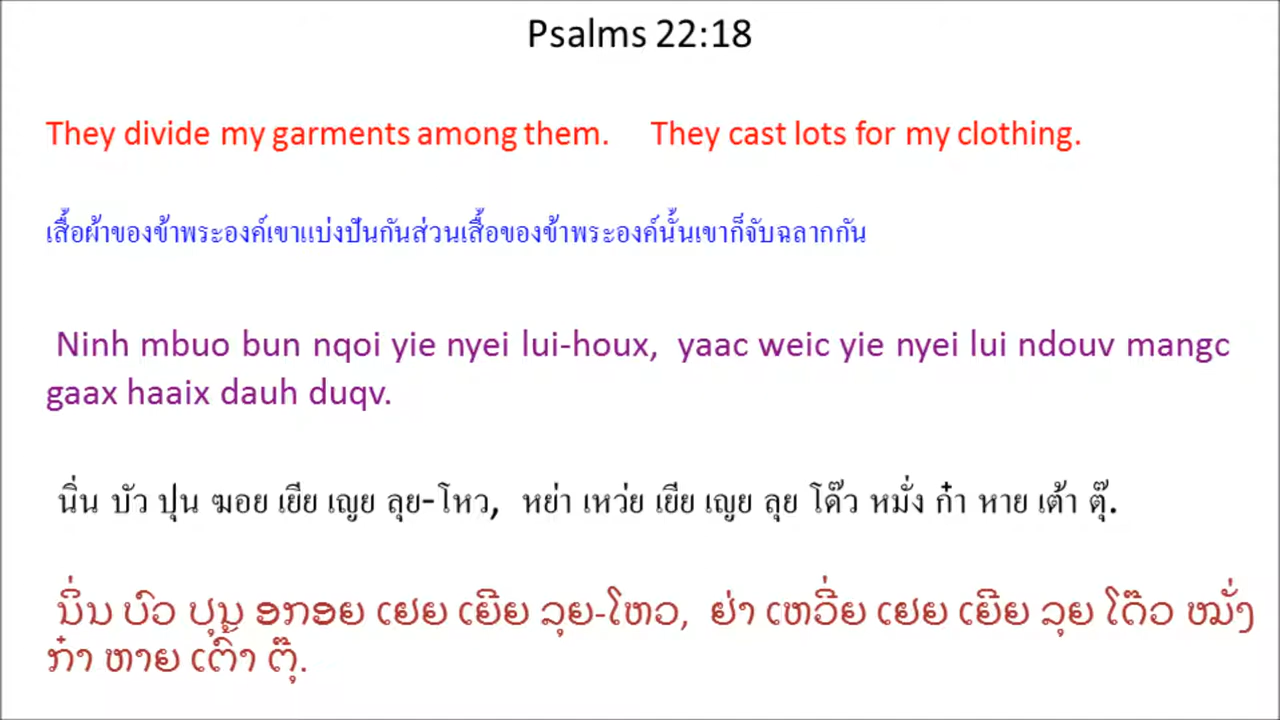 Psalms 22:18
They divide my garments among them. They cast lots for my clothing.
เสื้อผ้าของข้าพระองค์เขาแบ่งปันกันส่วนเสื้อของข้าพระองค์นั้นเขาก็จับฉลากกัน
Ninh mbuo bun nqoi yie nyei lui-houx, yaac weic yie nyei lui ndouv mangc
gaax haaix dauh duqv.
นิ่น บัว ปุน ฆอย เยีย เญย ลุย-โหว, หย่า เหว่ย เยีย เญย ลุย โด๊ว หมั่ง ก๋า หาย เต้า ตุ๊.
ນິ່ນ ບົວ ປຸນ ອກອຍ ເຢຍ ເຍີຍ ລຸຍ-ໂຫວ, ຢ່າ ເຫວີ່ຍ ເຢຍ ເຍີຍ ລຸຍ ໂດ໊ວ ໝັ່ງ
ກ໋າ ຫາຍ ເຕົ້າ ຕຸ໊.